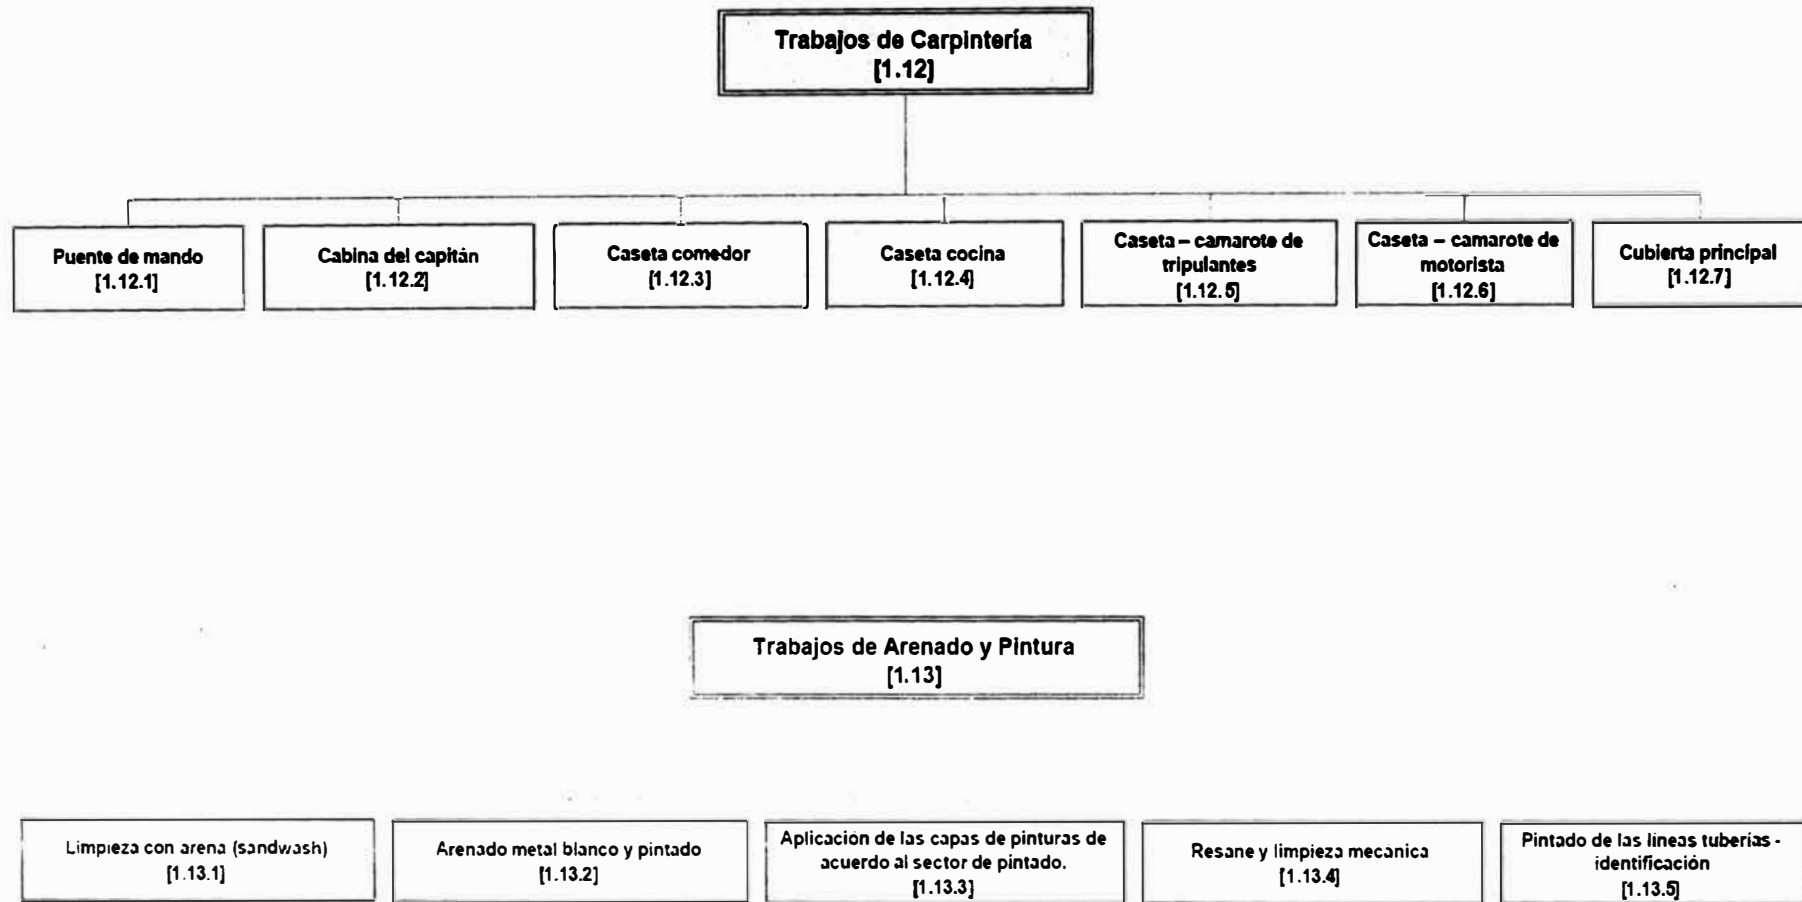 Trabajos de Carpintería
[1.12]
Puente de mando
[1.12.1]
Cabina del capitán
[1.12.2]
Caseta comedor
[1.12.3]
Caseta cocina
[1.12.4]
Caseta – camarote de
tripulantes
[1.12.5]
Caseta – camarote de
motorista
[1.12.6]
Cubierta principal
[1.12.7]
Trabajos de Arenado y Pintura
[1.13]
Limpieza con arena (sandwash)
[1.13.1]
Arenado metal blanco y pintado
[1.13.2]
Aplicación de las capas de pinturas de
acuerdo al sector de pintado.
[1.13.3]
Resane y limpieza mecánica
[1.13.4]
Pintado de las líneas tuberías -
identificación
[1.13.5]